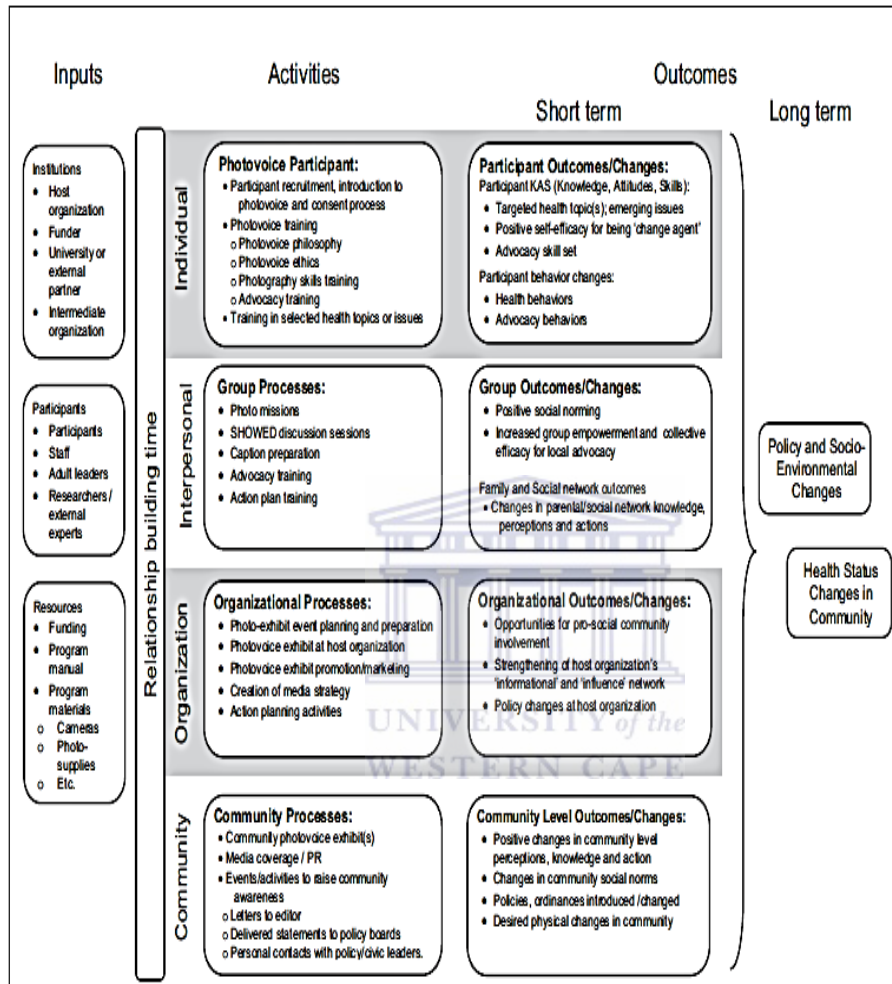 Inputs
Activities
Outcomes
Short term
Long term
Institutions
• Host
organization
• Funder
• University or
external
partner
• Intermediate
organization
Participants
• Participants
• Staff
• Adult leaders
• Researchers /
external
experts
Resources
• Funding
• Program
manual
• Program
materials
o Cameras
o Photo-
supplies
o Etc.
Relationship building time
Individual
Photovoice Participant:
• Participant recruitment, introduction to
photovoice and consent process
• Photovoice training
o Photovoice philosophy
o Photovoice ethics
o Photography skills training
o Advocacy training
• Training in selected health topics or issues
Participant Outcomes/Changes:
Participant KAS (Knowledge, Attitudes, Skills):
• Targeted health topic(s); emerging issues
• Positive self-efficacy for being 'change agent'
• Advocacy skill set
Participant behavior changes:
• Health behaviors
• Advocacy behaviors
Interpersonal
Group Processes:
• Photo missions
• SHOWED discussion sessions
• Caption preparation
• Advocacy training
• Action plan training
Group Outcomes/Changes:
• Positive social norming
• Increased group empowerment and collective
efficacy for local advocacy
Family and Social network outcomes
• Changes in parental/social network knowledge,
perceptions and actions
Organization
Organizational Processes:
• Photo-exhibit event planning and preparation
• Photovoice exhibit at host organization
• Photovoice exhibit promotion/marketing
• Creation of media strategy
• Action planning activities
Organizational Outcomes/Changes:
• Opportunities for pro-social community
involvement
• Strengthening of host organization's
'informational' and 'influence' network
• Policy changes at host organization
UNIVERSITY of the
WESTERN CAPE
Community
Community Processes:
• Community photovoice exhibit(s)
• Media coverage / PR
• Events/activities to raise community
awareness
o Letters to editor
o Delivered statements to policy boards
o Personal contacts with policy/civic leaders.
Community Level Outcomes/Changes:
• Positive changes in community level
perceptions, knowledge and action
• Changes in community social norms
• Policies, ordinances introduced /changed
• Desired physical changes in community
Policy and Socio-
Environmental
Changes
Health Status
Changes in
Community